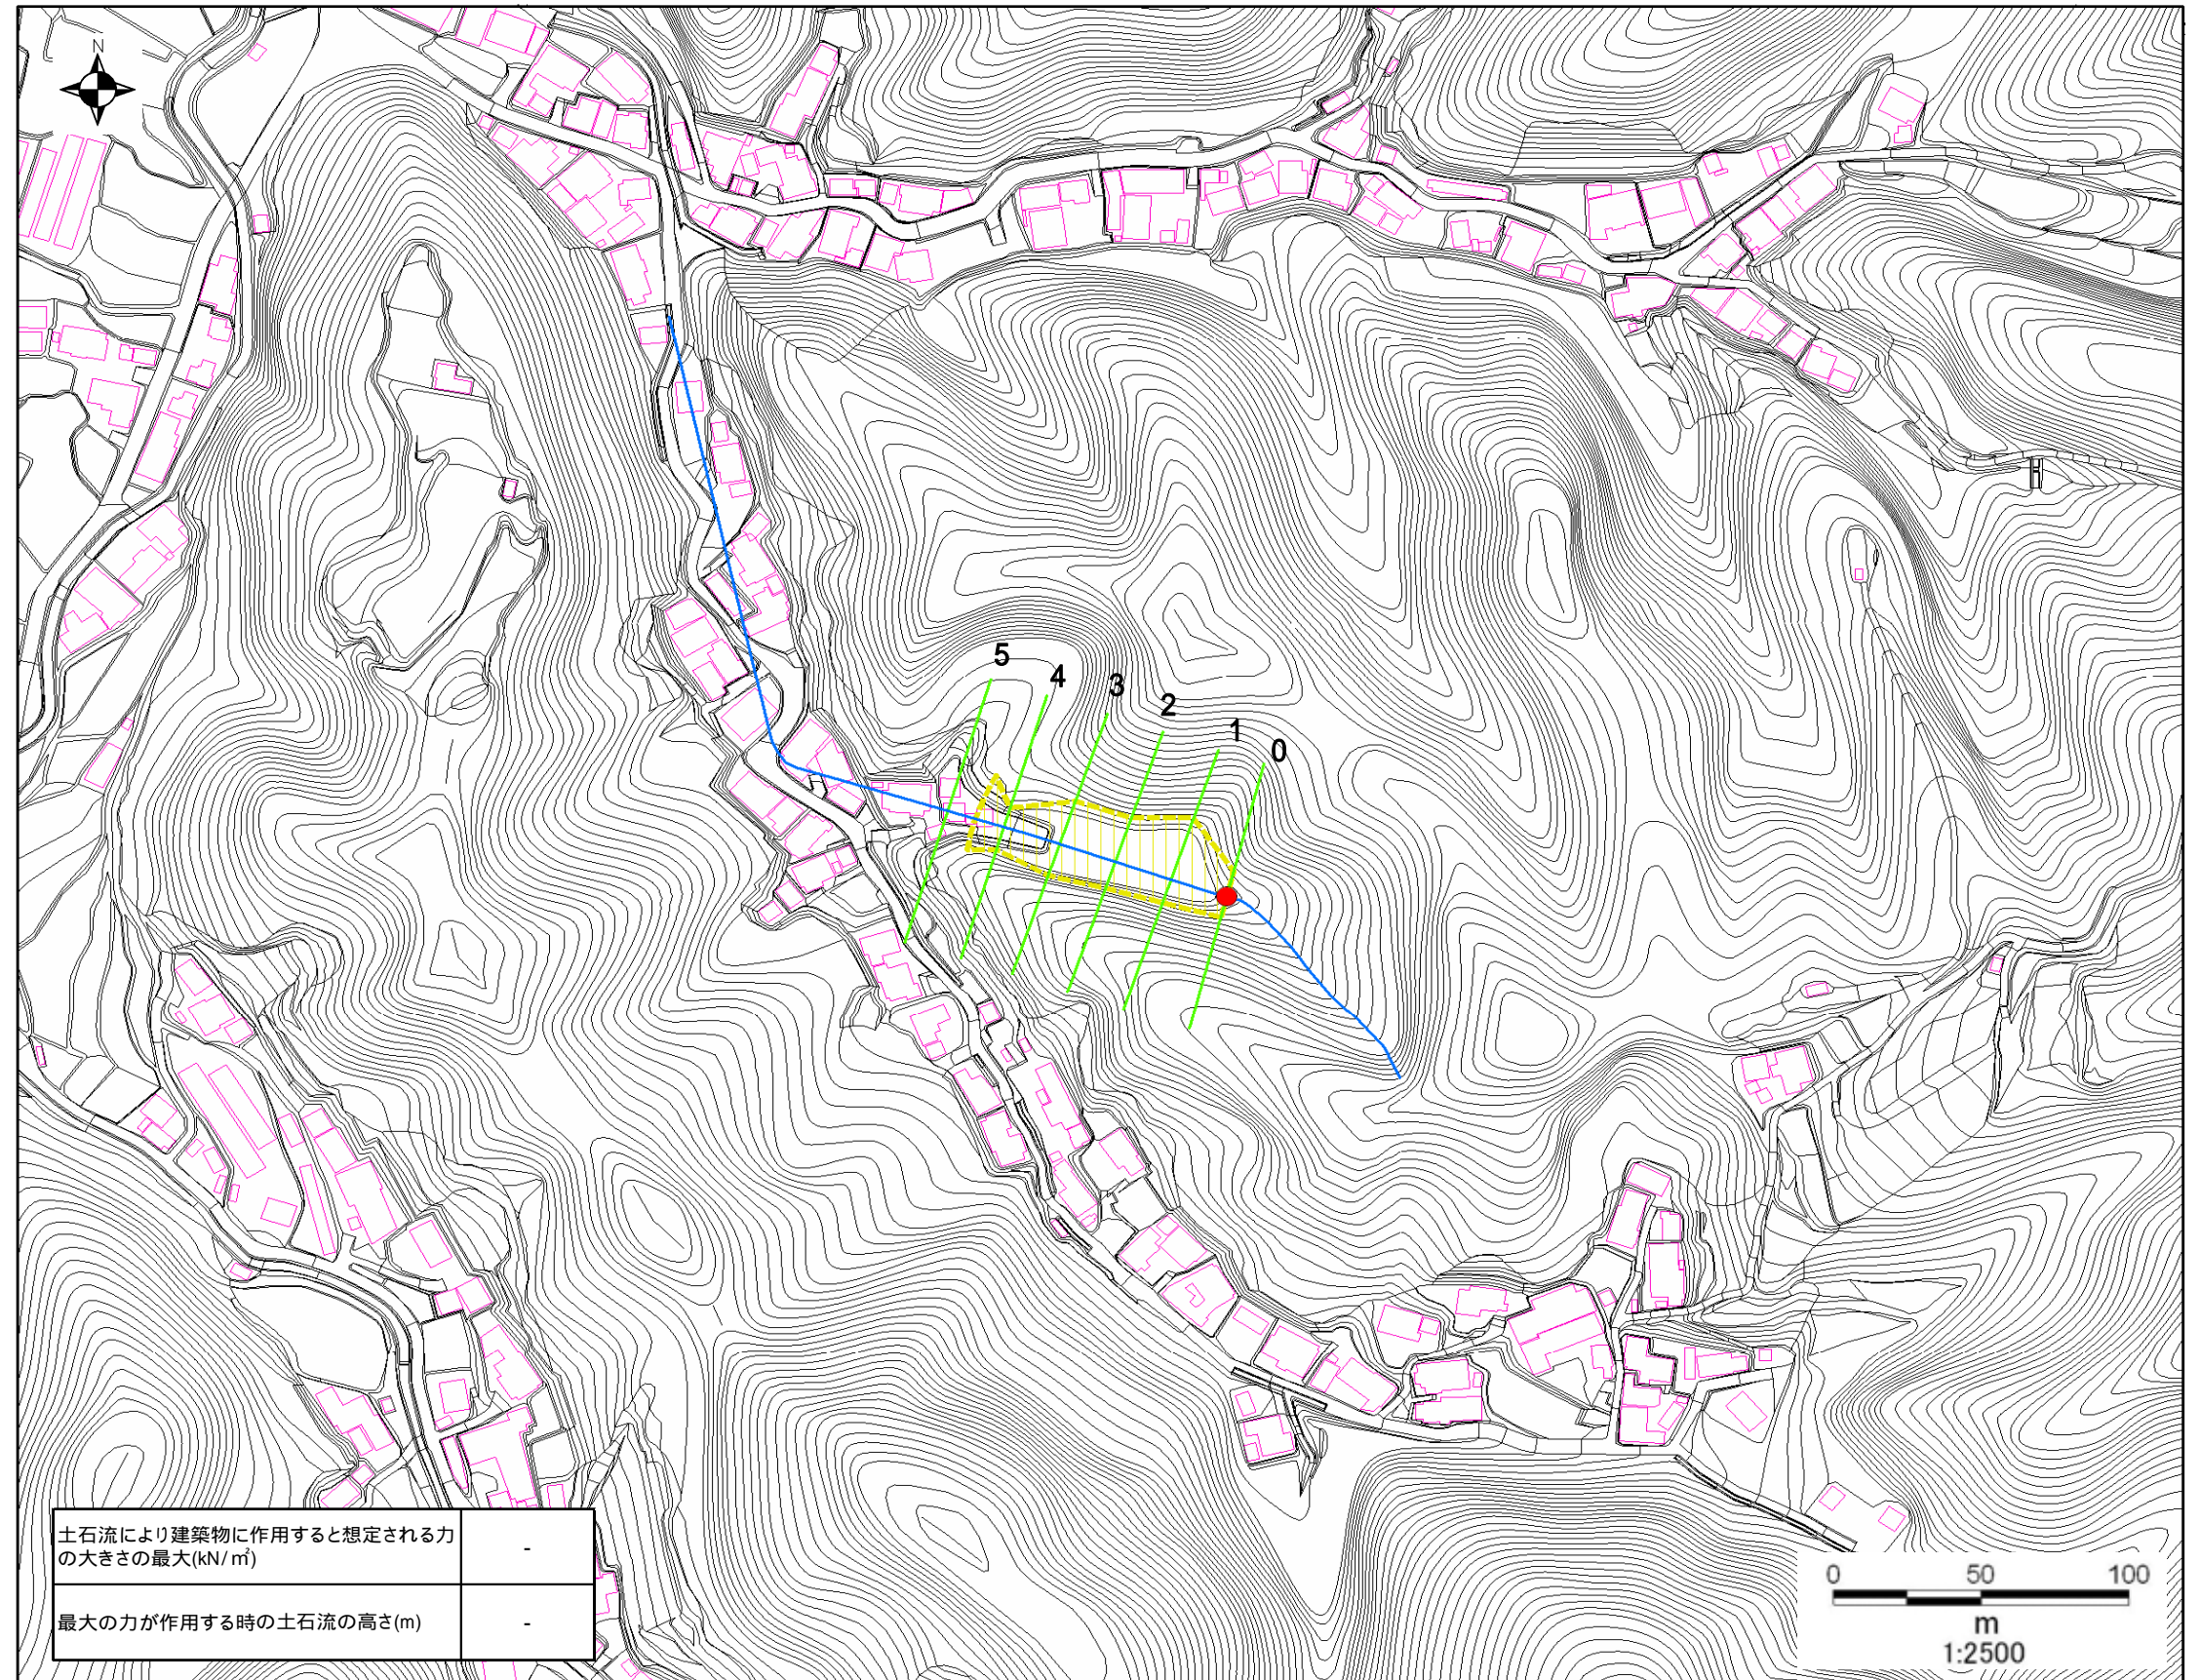 N
5
4
3
2
1
0
土石流により建築物に作用すると想定される力
の大きさの最大(kN/㎡)
-
最大の力が作用する時の土石流の高さ(m)
-
0 50 100
m
1:2500